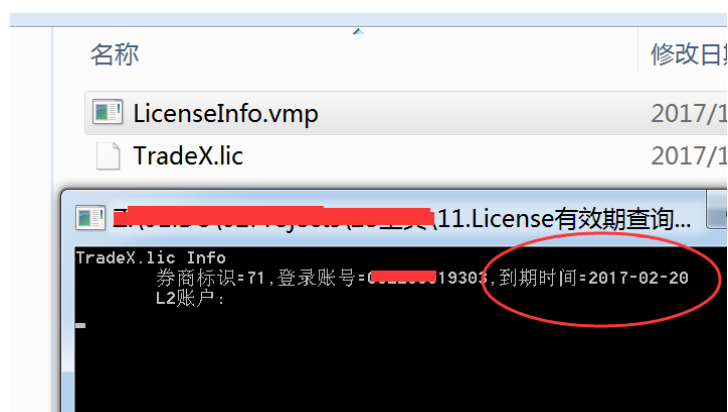 名称 修改日
LicenseInfo.vmp 2017/1
TradeX.lic 2017/1
\11.License有效期查询...
TradeX.lic Info
券商标识=71,登录账号= 19303,到期时间=2017-02-20
L2账户: